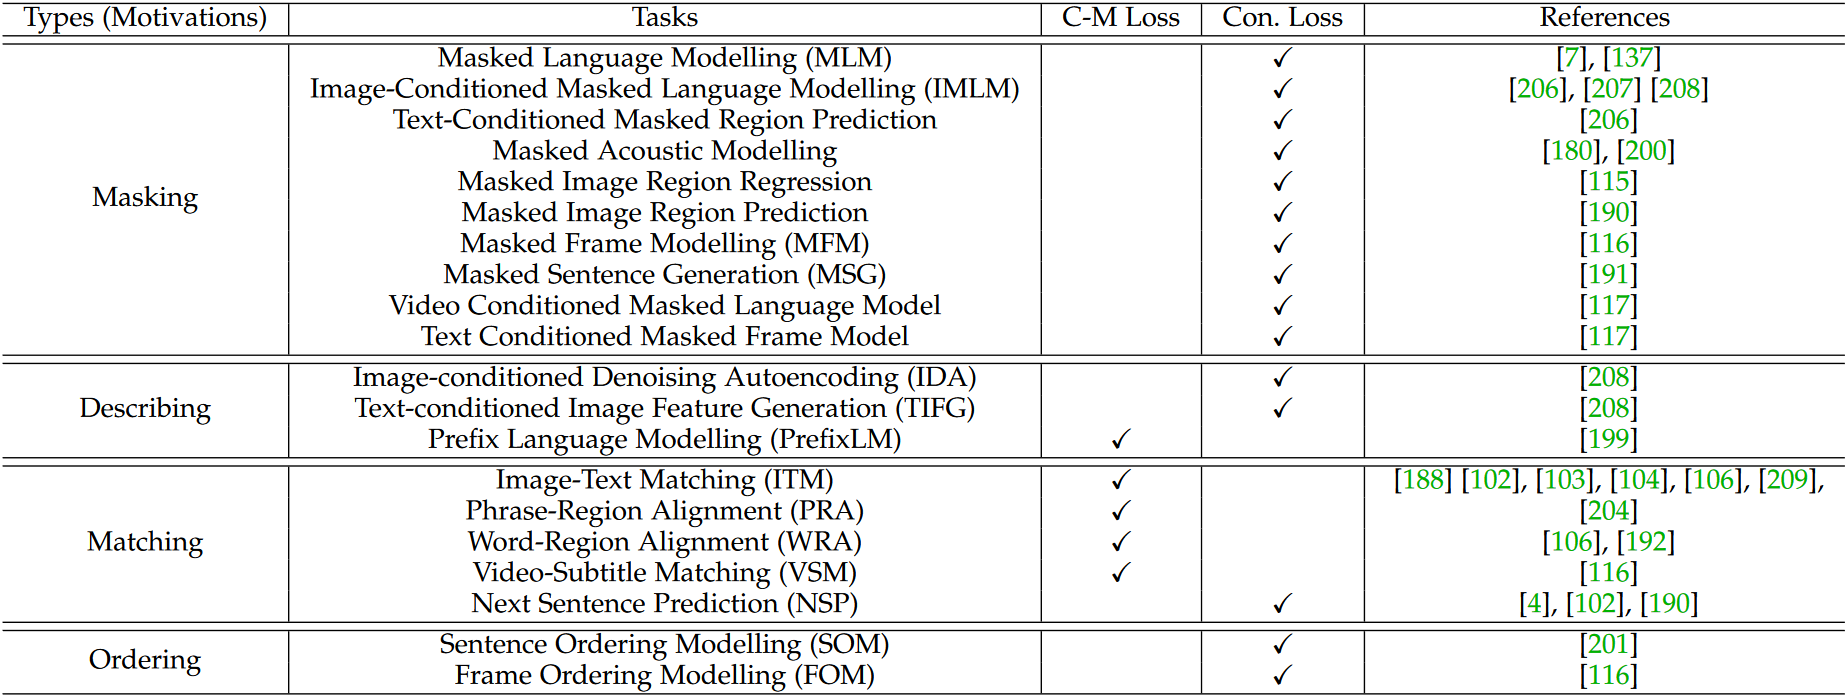 Types (Motivations) Tasks C-M Loss Con. Loss References
Masked Language Modelling (MLM) ✓ [7], [137]
Image-Conditioned Masked Language Modelling (IMLM) ✓ [206], [207] [208]
Text-Conditioned Masked Region Prediction ✓ [206]
Masked Acoustic Modelling ✓ [180], [200]
Masked Image Region Regression ✓ [115]
Masking
Masked Image Region Prediction ✓ [190]
Masked Frame Modelling (MFM) ✓ [116]
Masked Sentence Generation (MSG) ✓ [191]
Video Conditioned Masked Language Model ✓ [117]
Text Conditioned Masked Frame Model ✓ [117]
Image-conditioned Denoising Autoencoding (IDA) ✓ [208]
Describing Text-conditioned Image Feature Generation (TIFG) ✓ [208]
Prefix Language Modelling (PrefixLM) ✓ [199]
Image-Text Matching (ITM) ✓ [188] [102], [103], [104], [106], [209],
Phrase-Region Alignment (PRA) ✓ [204]
Matching Word-Region Alignment (WRA) ✓ [106], [192]
Video-Subtitle Matching (VSM) ✓ [116]
Next Sentence Prediction (NSP) ✓ [4], [102], [190]
Sentence Ordering Modelling (SOM) ✓ [201]
Ordering
Frame Ordering Modelling (FOM) ✓ [116]